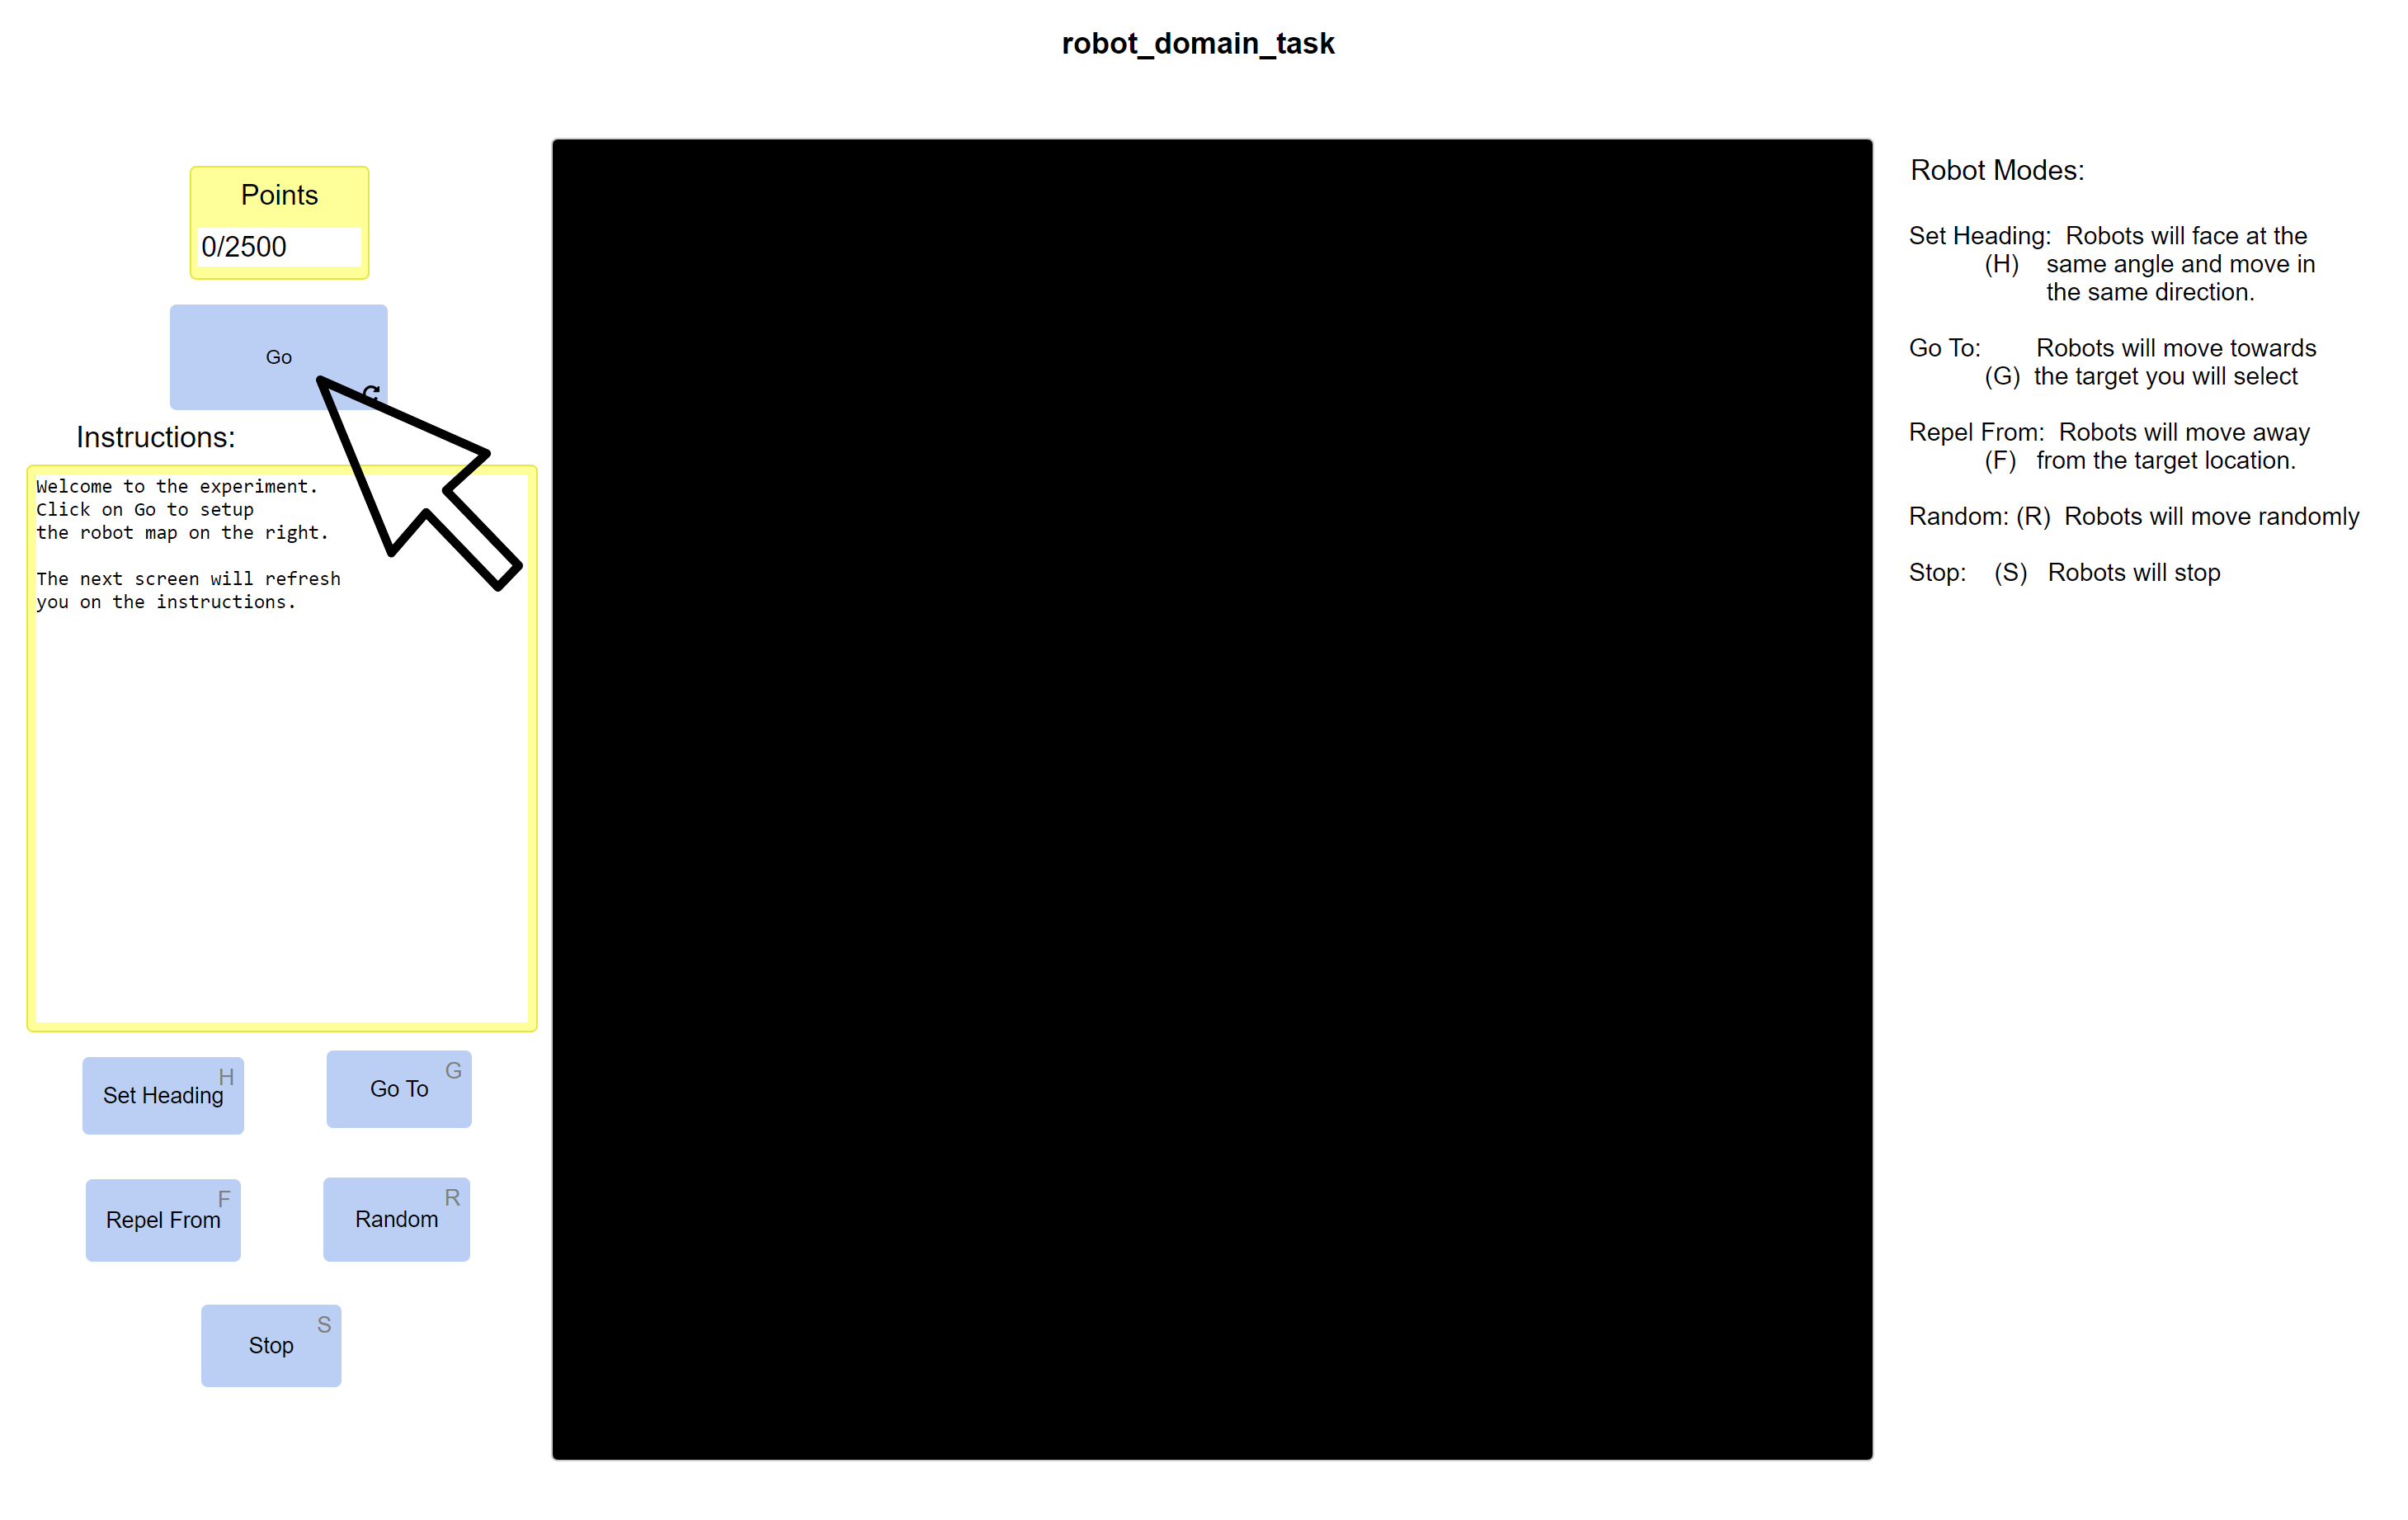 robot_domain_task
Points
0/2500
Go
Instructions:
Welcome to the experiment.
Click on Go to setup
the robot map on the right.
The next screen will refresh
you on the instructions.
Set Heading H
Go To G
Repel From F
Random R
Stop S
Robot Modes:
Set Heading: Robots will face at the
(H) same angle and move in
the same direction.
Go To: Robots will move towards
(G) the target you will select
Repel From: Robots will move away
(F) from the target location.
Random: (R) Robots will move randomly
Stop: (S) Robots will stop